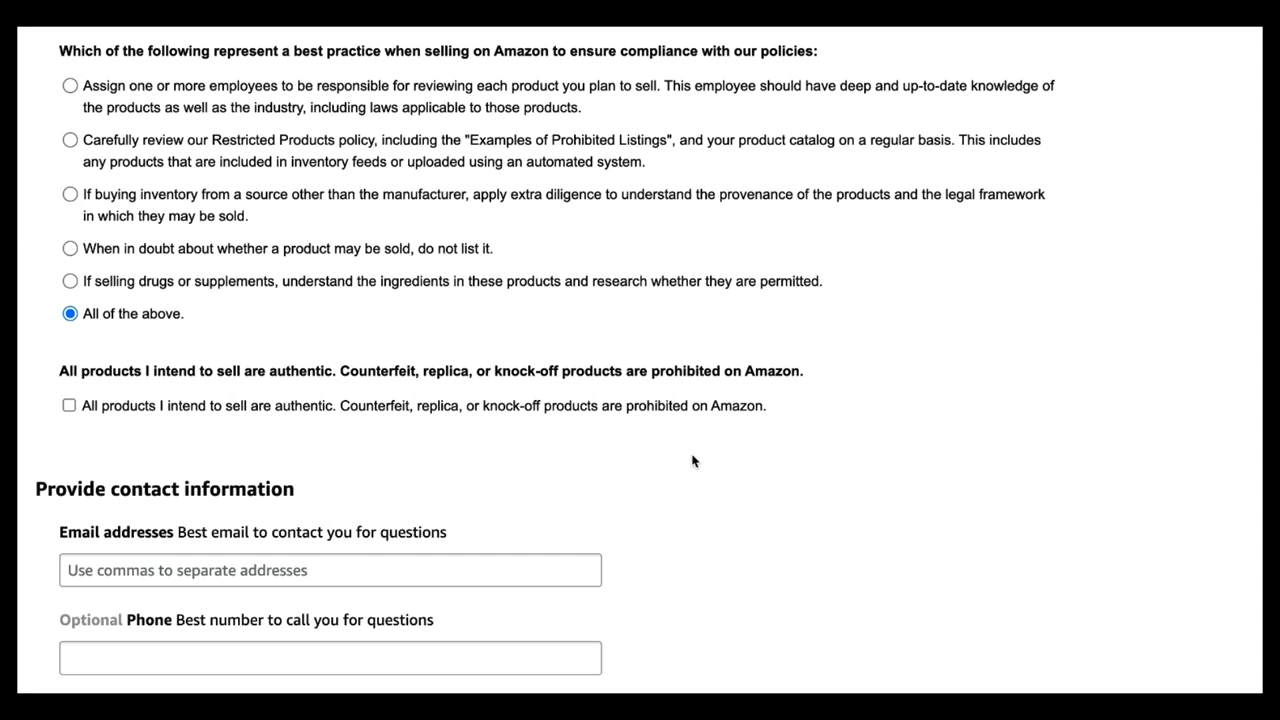 Which of the following represent a best practice when selling on Amazon to ensure compliance with our policies:
Assign one or more employees to be responsible for reviewing each product you plan to sell. This employee should have deep and up-to-date knowledge of
the products as well as the industry, including laws applicable to those products.
Carefully review our Restricted Products policy, including the "Examples of Prohibited Listings", and your product catalog on a regular basis. This includes
any products that are included in inventory feeds or uploaded using an automated system.
If buying inventory from a source other than the manufacturer, apply extra diligence to understand the provenance of the products and the legal framework
in which they may be sold.
When in doubt about whether a product may be sold, do not list it.
If selling drugs or supplements, understand the ingredients in these products and research whether they are permitted.
All of the above.
All products I intend to sell are authentic. Counterfeit, replica, or knock-off products are prohibited on Amazon.
All products I intend to sell are authentic. Counterfeit, replica, or knock-off products are prohibited on Amazon.
Provide contact information
Email addresses Best email to contact you for questions
Use commas to separate addresses
Optional Phone Best number to call you for questions